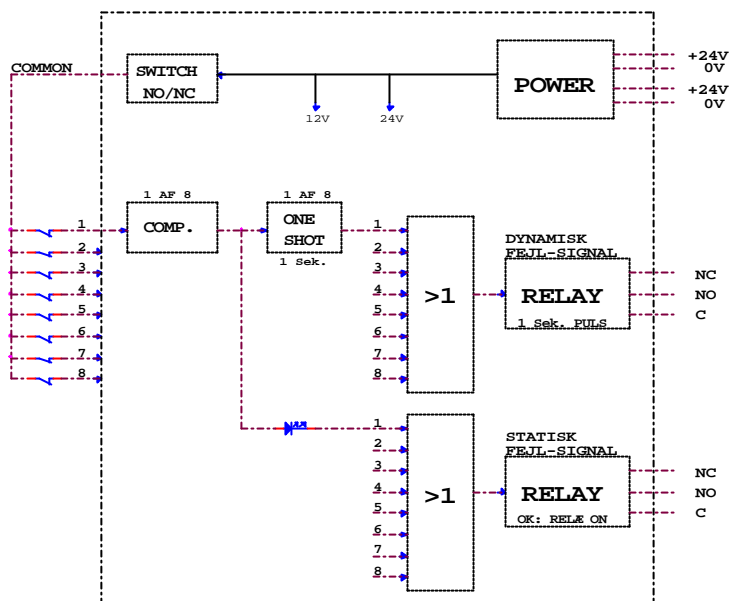 +24V
0V
+24V
0V
COMMON
SWITCH
NO/NC
POWER
12V
24V
1 AF 8
1 AF 8
1
2
3
4
5
6
7
8
COMP.
ONE
SHOT
1 Sek.
1
2
3
4
5
6
7
8
>1
DYNAMISK
FEJL-SIGNAL
RELAY
1 Sek. PULS
NC
NO
C
1
2
3
4
5
6
7
8
>1
STATISK
FEJL-SIGNAL
RELAY
OK: RELÆ ON
NC
NO
C